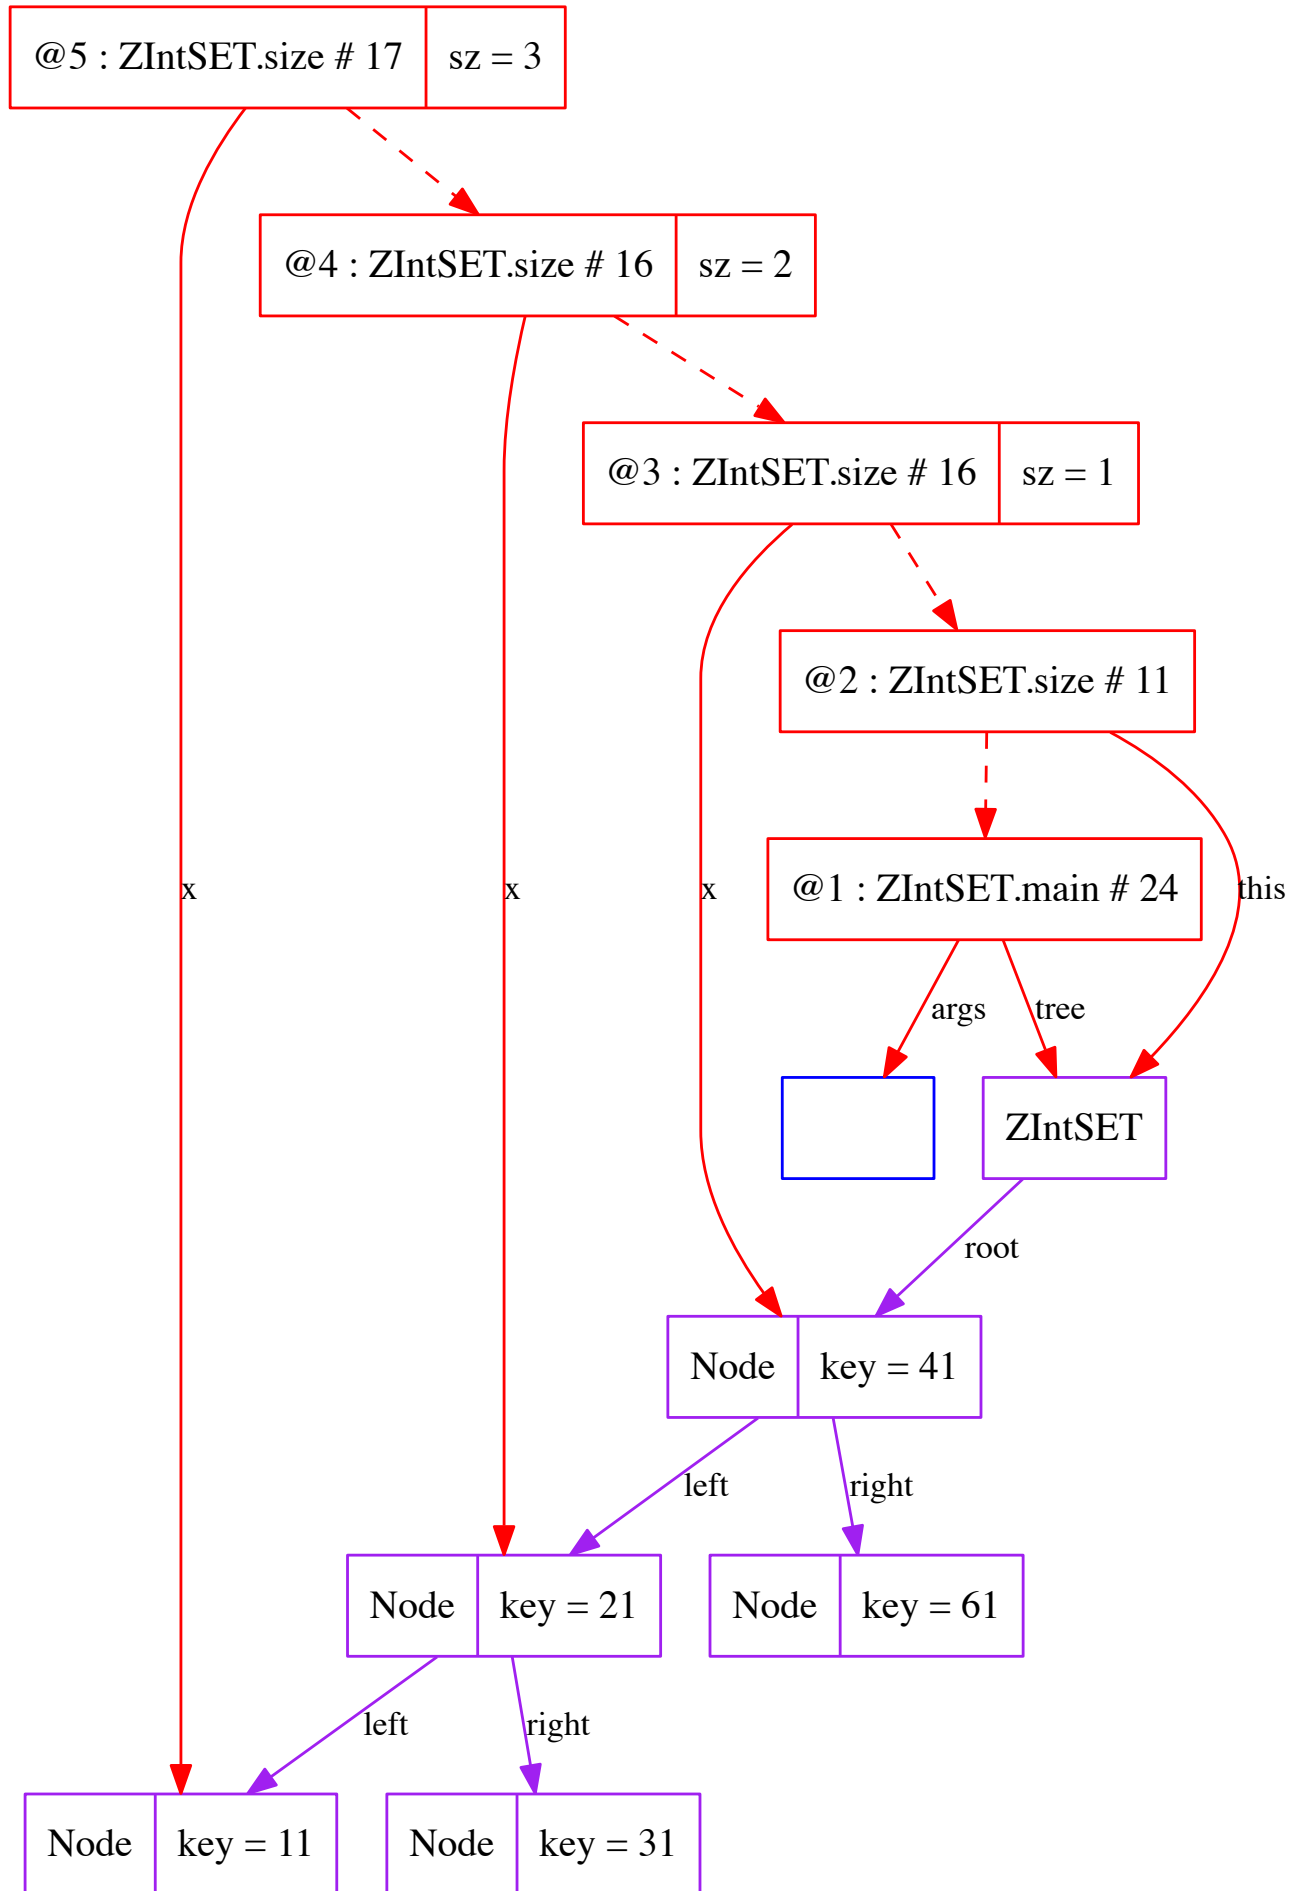 @5 : ZIntSET.size # 17 sz = 3
@4 : ZIntSET.size # 16 sz = 2
@3 : ZIntSET.size # 16 sz = 1
@2 : ZIntSET.size # 11
x x x @1 : ZIntSET.main # 24 this
args tree
ZIntSET
root
Node key = 41
left right
Node key = 21 Node key = 61
left right
Node key = 11 Node key = 31